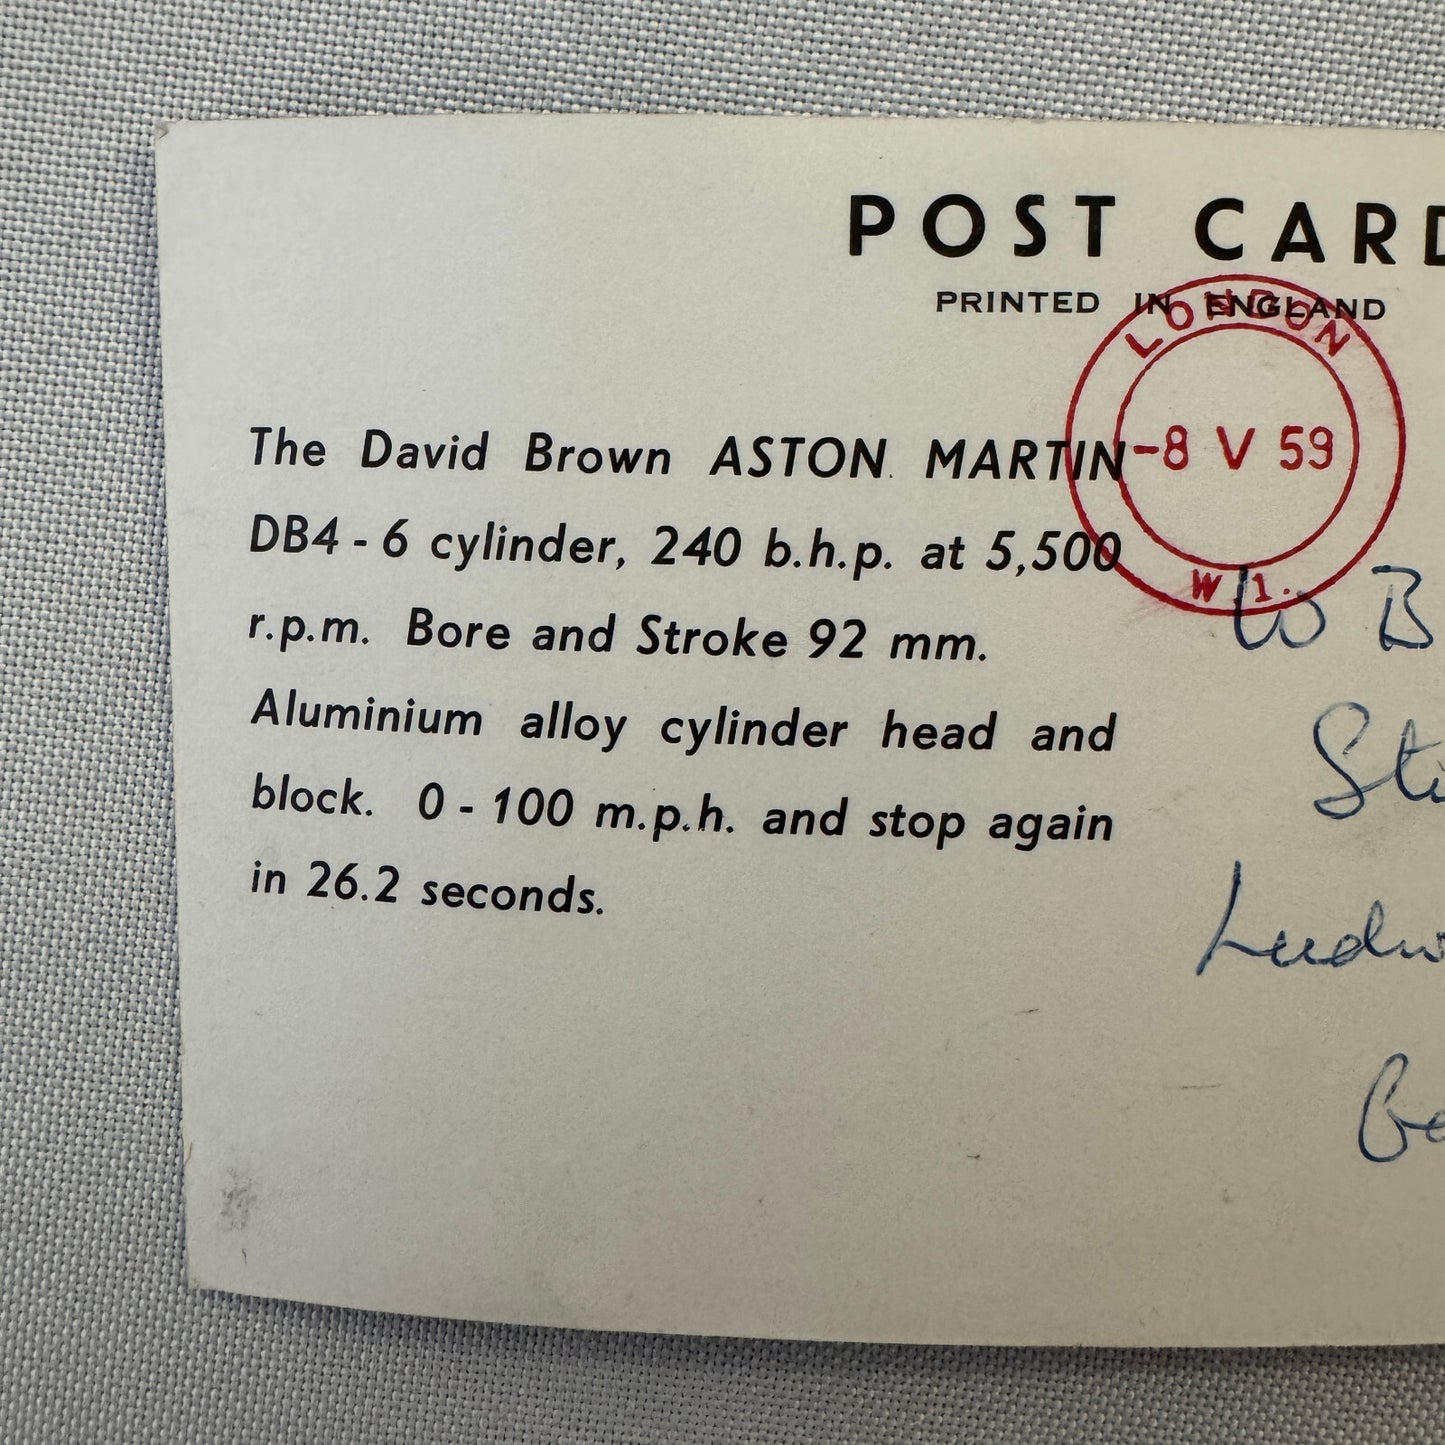 POST CARD
PRINTED IN ENGLAND
LONDON
-8 V 59
W 1.
The David Brown ASTON MARTIN
DB4 - 6 cylinder, 240 b.h.p. at 5,500
r.p.m. Bore and Stroke 92 mm.
Aluminium alloy cylinder head and
block. 0 - 100 m.p.h. and stop again
in 26.2 seconds.
W B